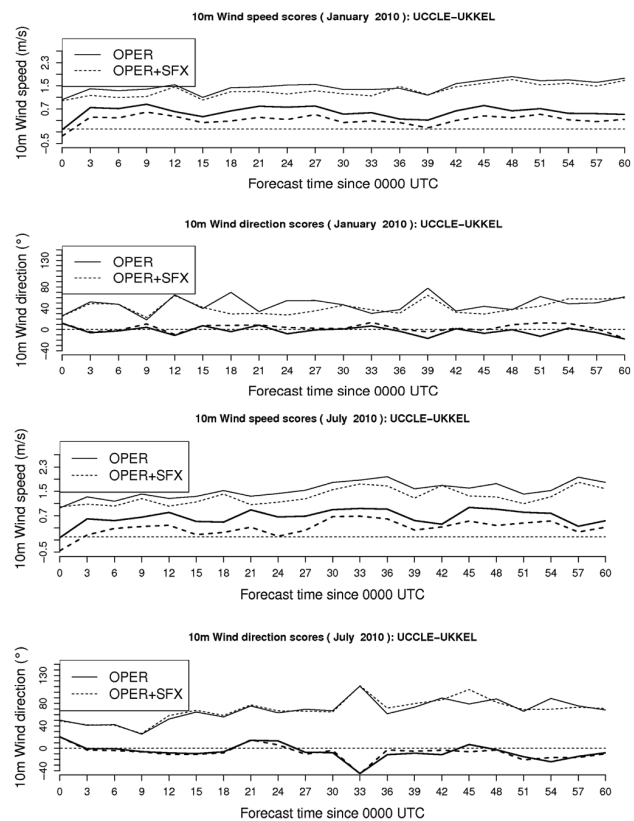 10m Wind speed scores ( January 2010 ): UCCLE−UKKEL
10m Wind speed (m/s)
−0.5 0.7 1.5 2.3
OPER
OPER+SFX
0 3 6 9 12 15 18 21 24 27 30 33 36 39 42 45 48 51 54 57 60
Forecast time since 0000 UTC
10m Wind direction scores ( January 2010 ): UCCLE−UKKEL
10m Wind direction (°)
−40 0 40 80 130
OPER
OPER+SFX
0 3 6 9 12 15 18 21 24 27 30 33 36 39 42 45 48 51 54 57 60
Forecast time since 0000 UTC
10m Wind speed scores ( July 2010 ): UCCLE−UKKEL
10m Wind speed (m/s)
−0.5 0.7 1.5 2.3
OPER
OPER+SFX
0 3 6 9 12 15 18 21 24 27 30 33 36 39 42 45 48 51 54 57 60
Forecast time since 0000 UTC
10m Wind direction scores ( July 2010 ): UCCLE−UKKEL
10m Wind direction (°)
−40 0 40 80 130
OPER
OPER+SFX
0 3 6 9 12 15 18 21 24 27 30 33 36 39 42 45 48 51 54 57 60
Forecast time since 0000 UTC